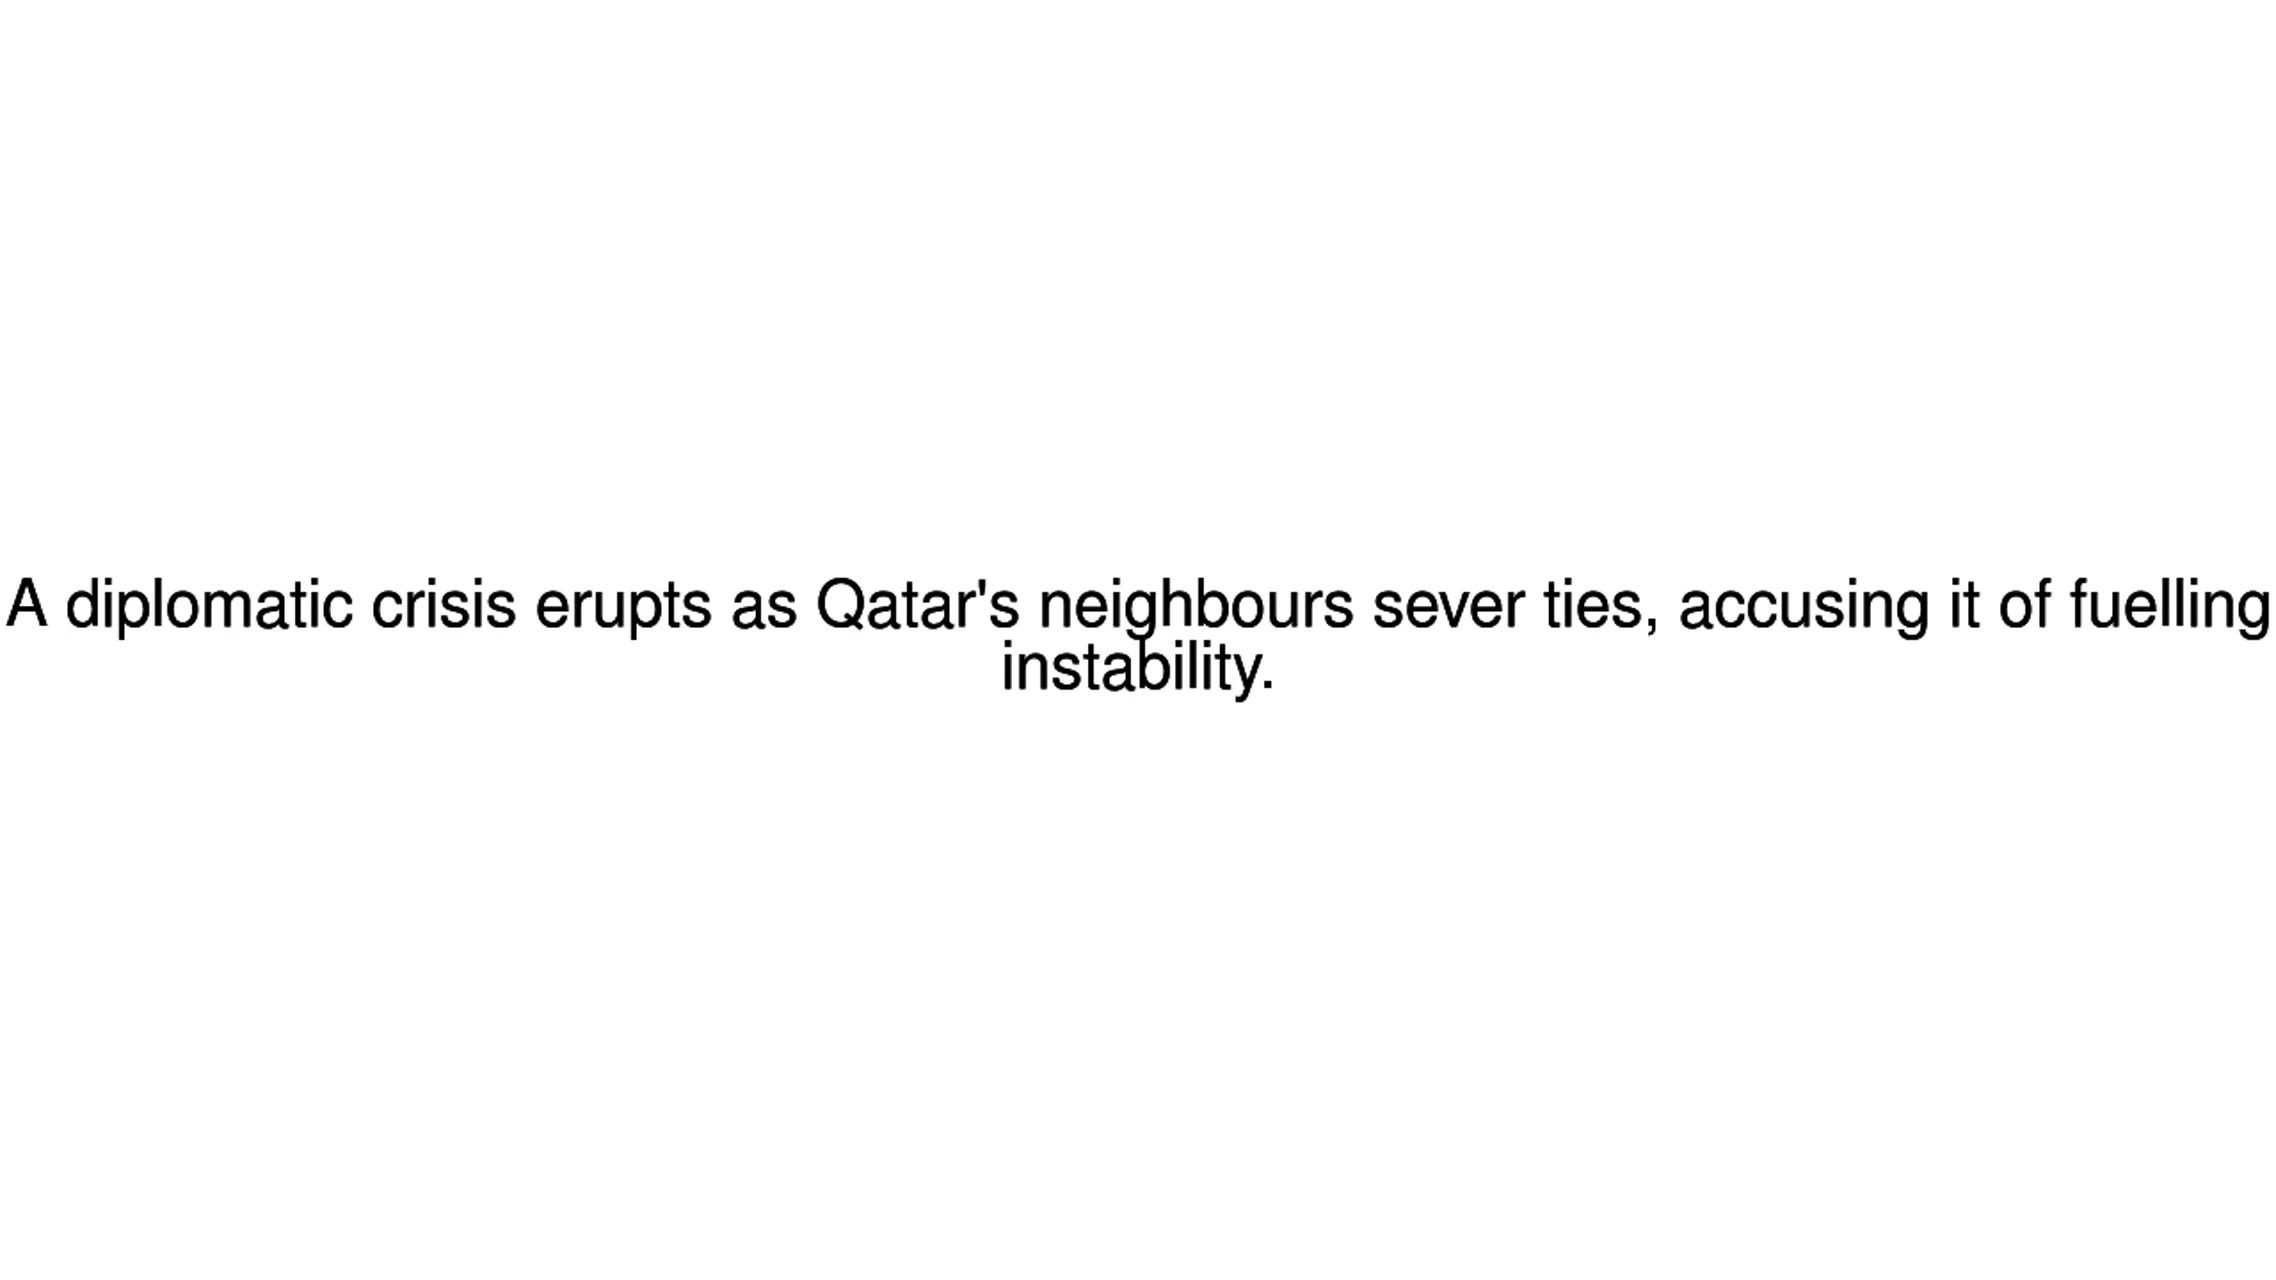 A diplomatic crisis erupts as Qatar's neighbours sever ties, accusing it of fuelling
instability.